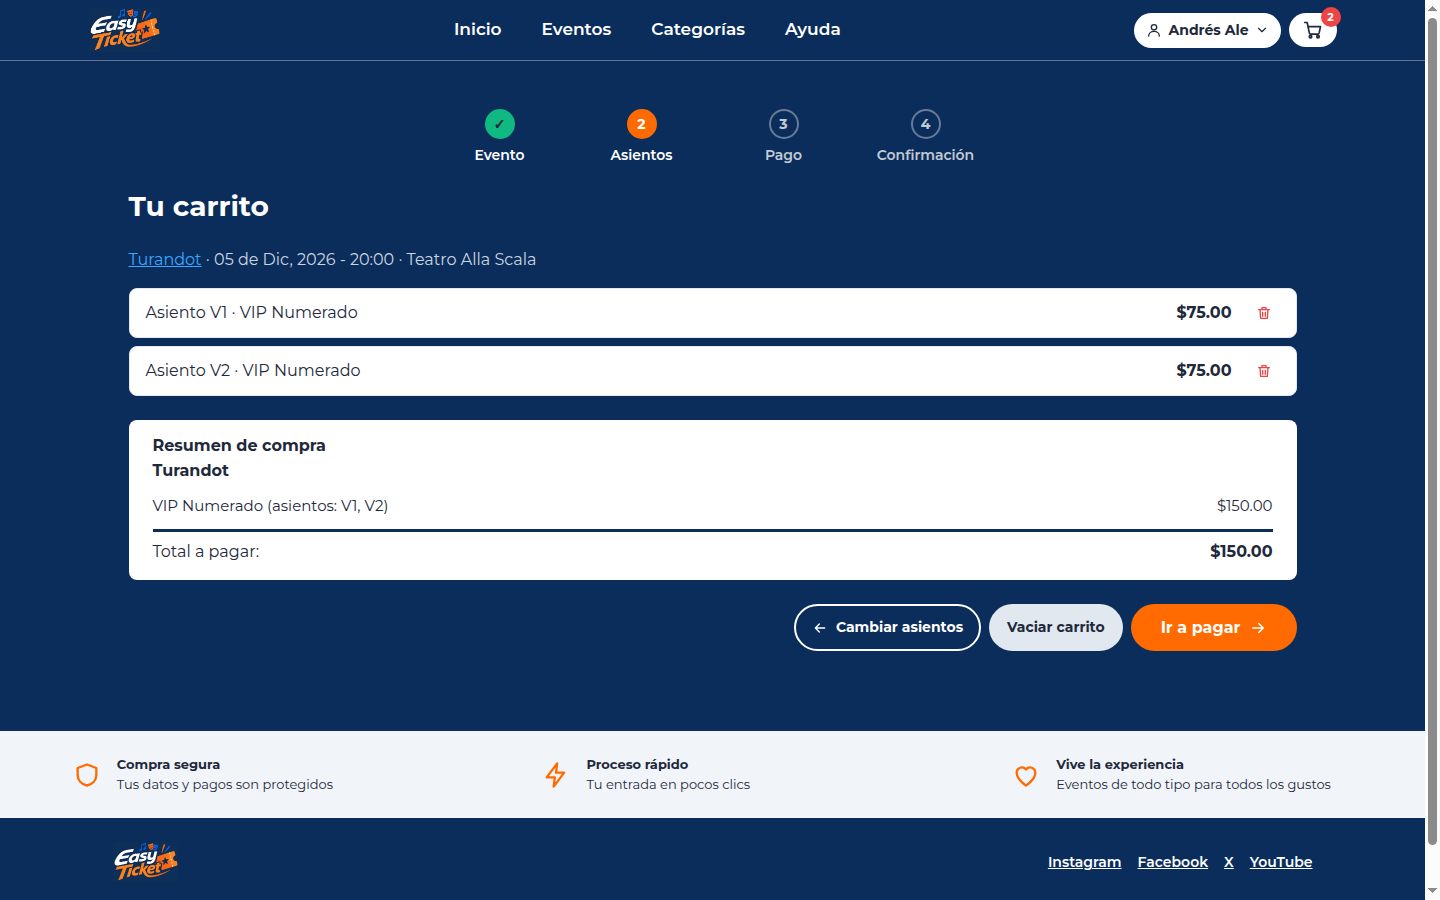 Easy Ticket
Inicio Eventos Categorías Ayuda
Andrés Ale
2
✓ 2 3 4
Evento Asientos Pago Confirmación
Tu carrito
Turandot · 05 de Dic, 2026 - 20:00 · Teatro Alla Scala
Asiento V1 · VIP Numerado $75.00
Asiento V2 · VIP Numerado $75.00
Resumen de compra
Turandot
VIP Numerado (asientos: V1, V2) $150.00
Total a pagar: $150.00
← Cambiar asientos Vaciar carrito Ir a pagar →
Compra segura
Tus datos y pagos son protegidos
Proceso rápido
Tu entrada en pocos clics
Vive la experiencia
Eventos de todo tipo para todos los gustos
Easy Ticket
Instagram Facebook X YouTube